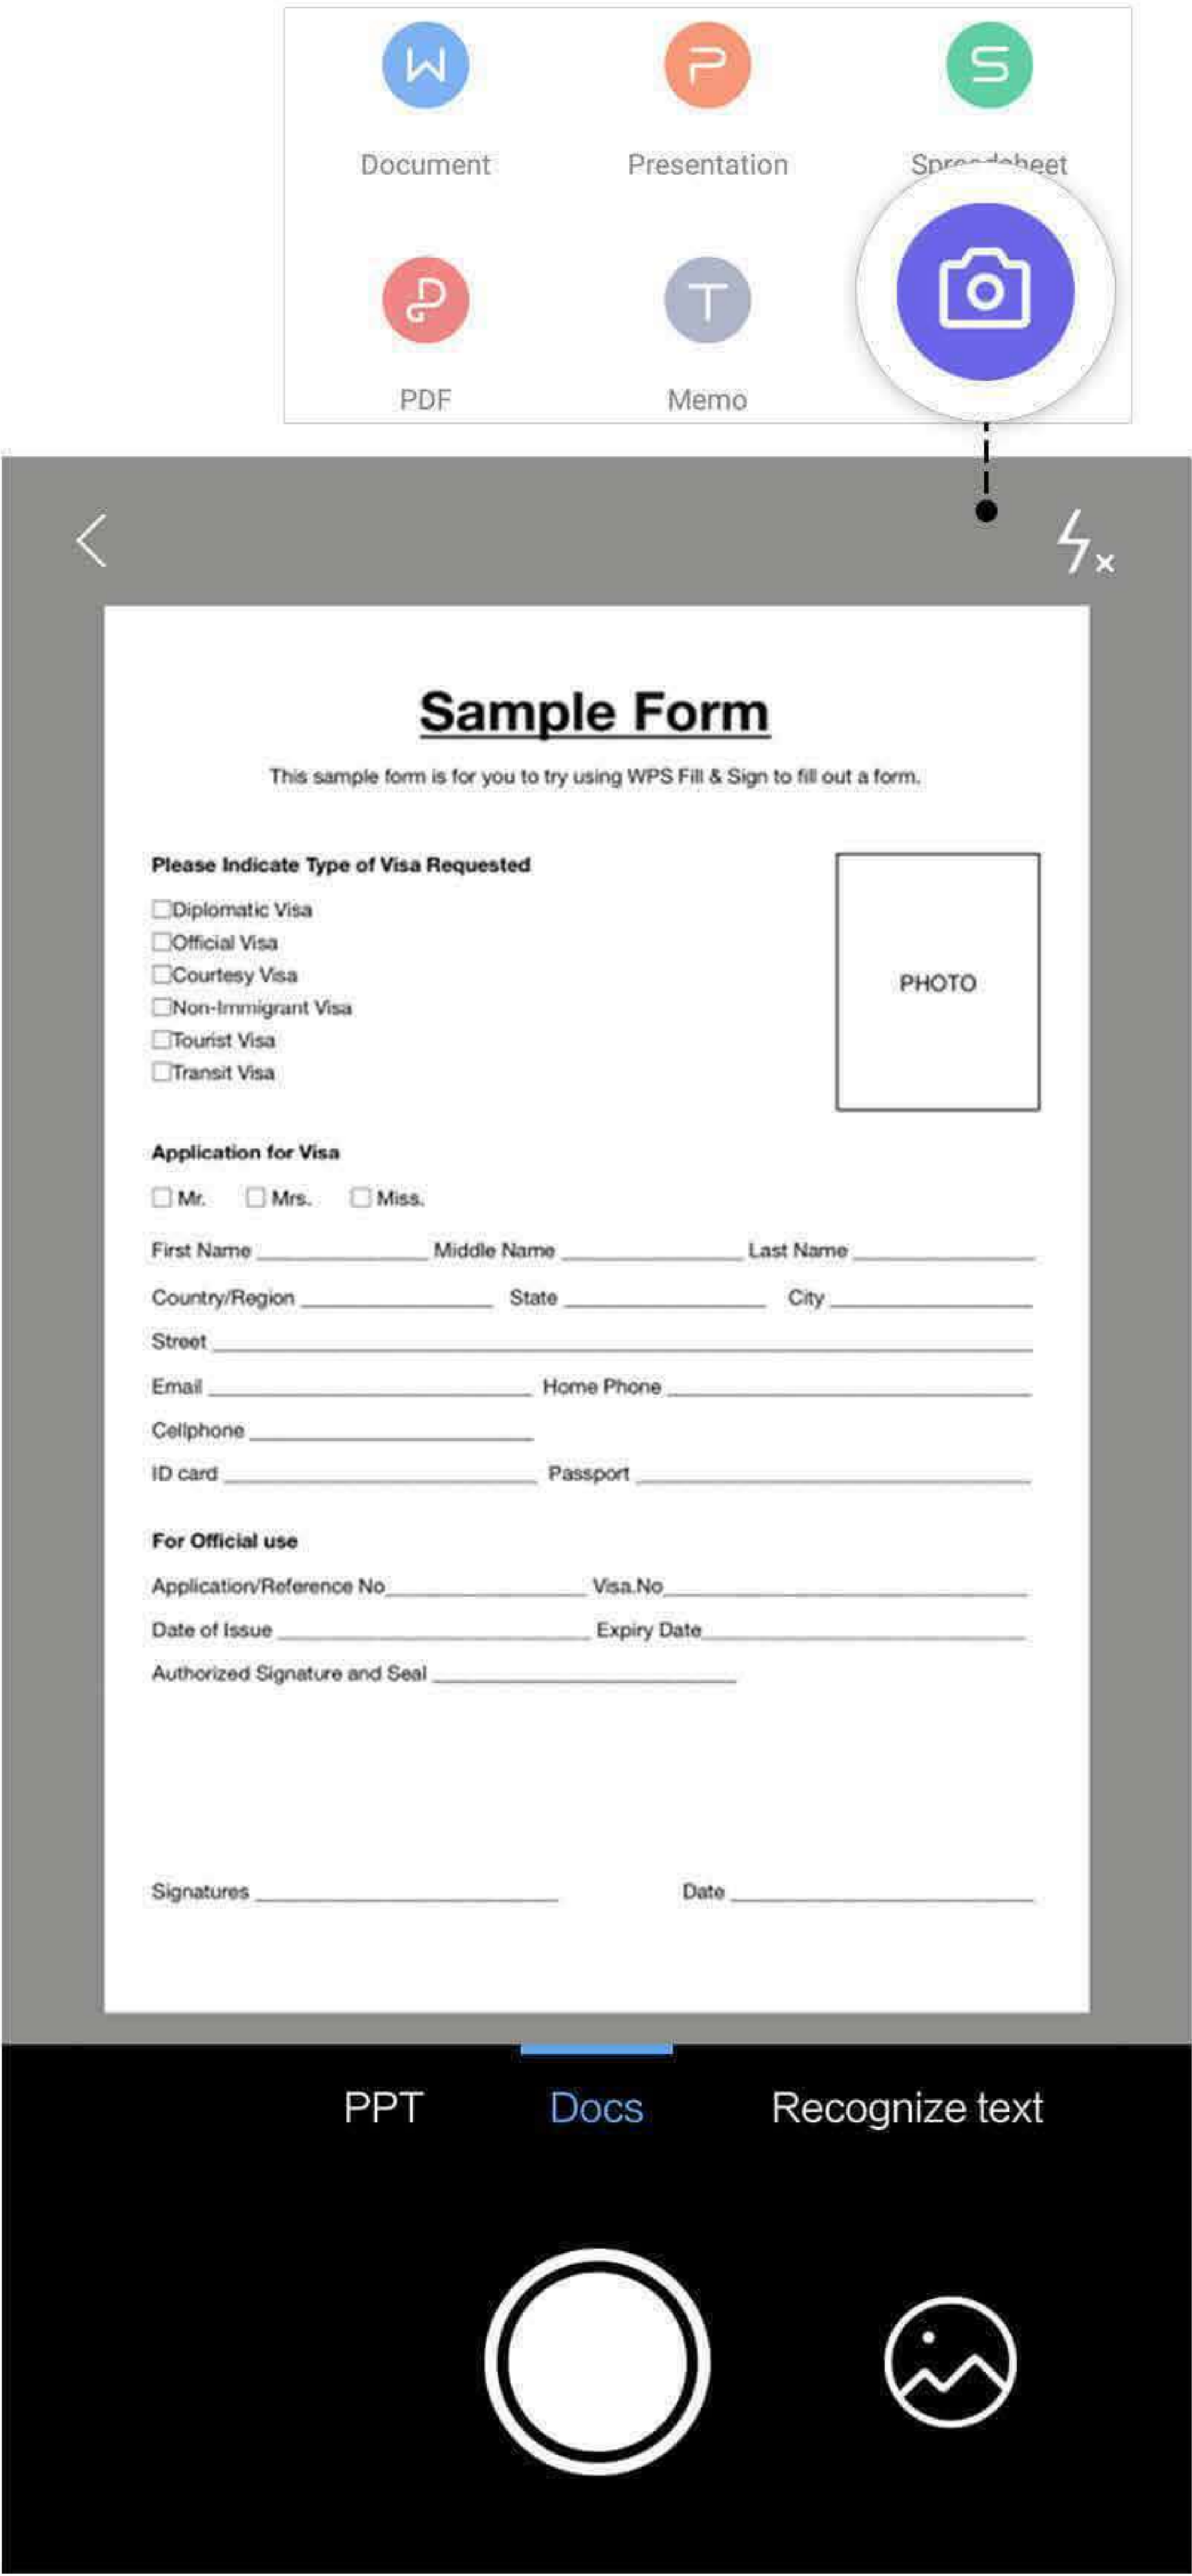 Document Presentation Spreadsheet
PDF Memo
Sample Form
This sample form is for you to try using WPS Fill & Sign to fill out a form.
Please Indicate Type of Visa Requested
Diplomatic Visa
Official Visa
Courtesy Visa
Non-Immigrant Visa
Tourist Visa
Transit Visa
PHOTO
Application for Visa
Mr. Mrs. Miss.
First Name Middle Name Last Name
Country/Region State City
Street
Email Home Phone
Cellphone
ID card Passport
For Official use
Application/Reference No Visa.No
Date of Issue Expiry Date
Authorized Signature and Seal
Signatures Date
PPT Docs Recognize text